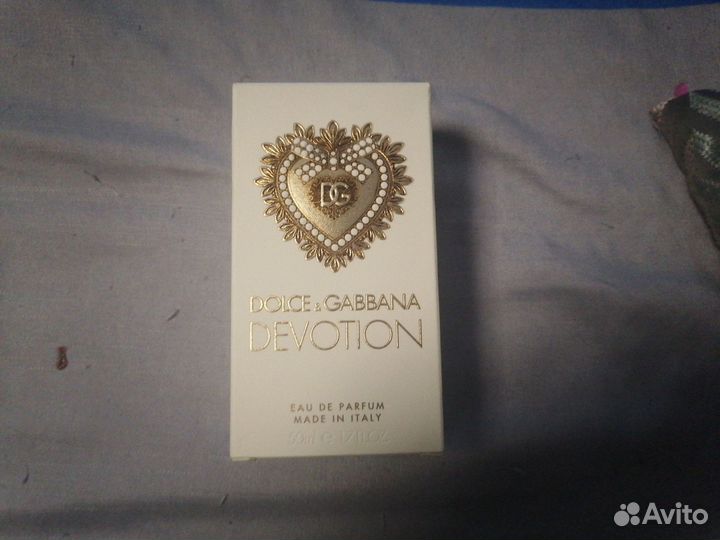 DG
DOLCE & GABBANA
DEVOTION
EAU DE PARFUM
MADE IN ITALY
50ml ℮ 1.7 FL.OZ.
Avito